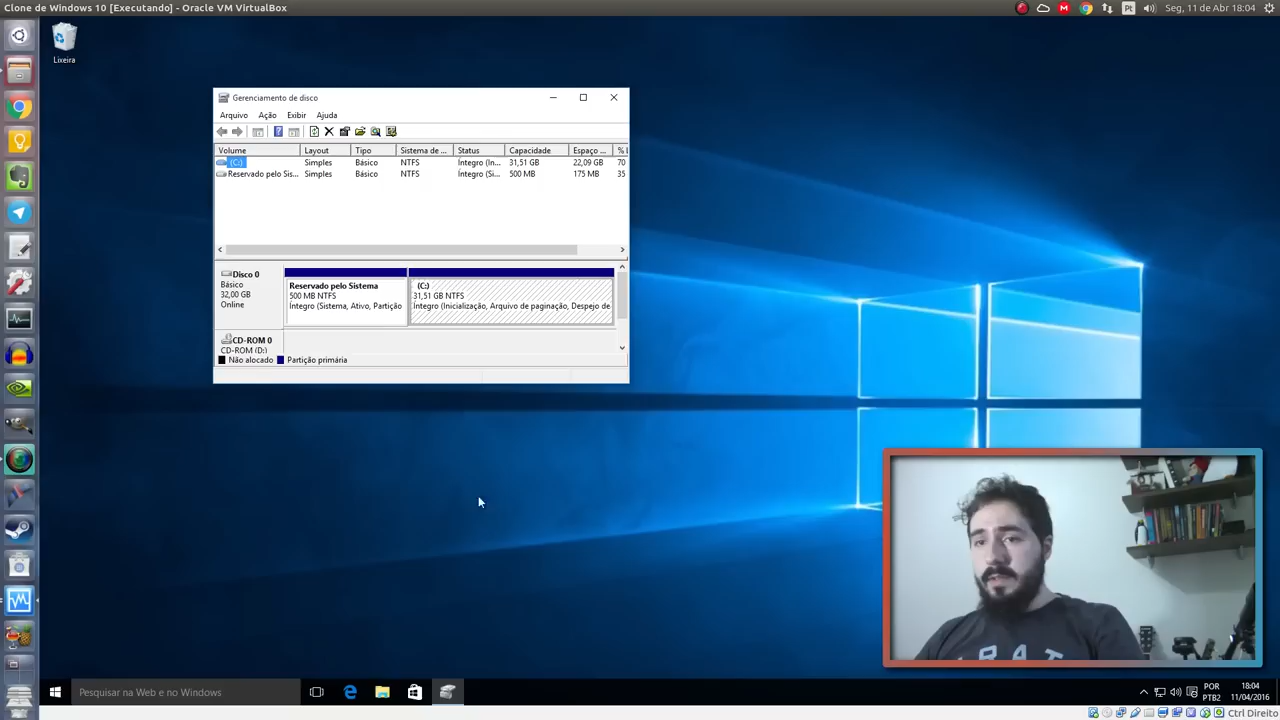 Clone de Windows 10 [Executando] - Oracle VM VirtualBox
Pt
Seg, 11 de Abr 18:04
Lixeira
Gerenciamento de disco
Arquivo Ação Exibir Ajuda
Volume Layout Tipo Sistema de ... Status Capacidade Espaço ...
(C:) Simples Básico NTFS Íntegro (In... 31,51 GB 22,09 GB 70
Reservado pelo Sis... Simples Básico NTFS Íntegro (Si... 500 MB 175 MB 35
Disco 0
Básico
32,00 GB
Online
Reservado pelo Sistema
500 MB NTFS
Íntegro (Sistema, Ativo, Partição
(C:)
31,51 GB NTFS
Íntegro (Inicialização, Arquivo de paginação, Despejo de
CD-ROM 0
CD-ROM (D:)
Não alocado Partição primária
RAT
Pesquisar na Web e no Windows
POR
PTB2
18:04
11/04/2016
Ctrl Direito